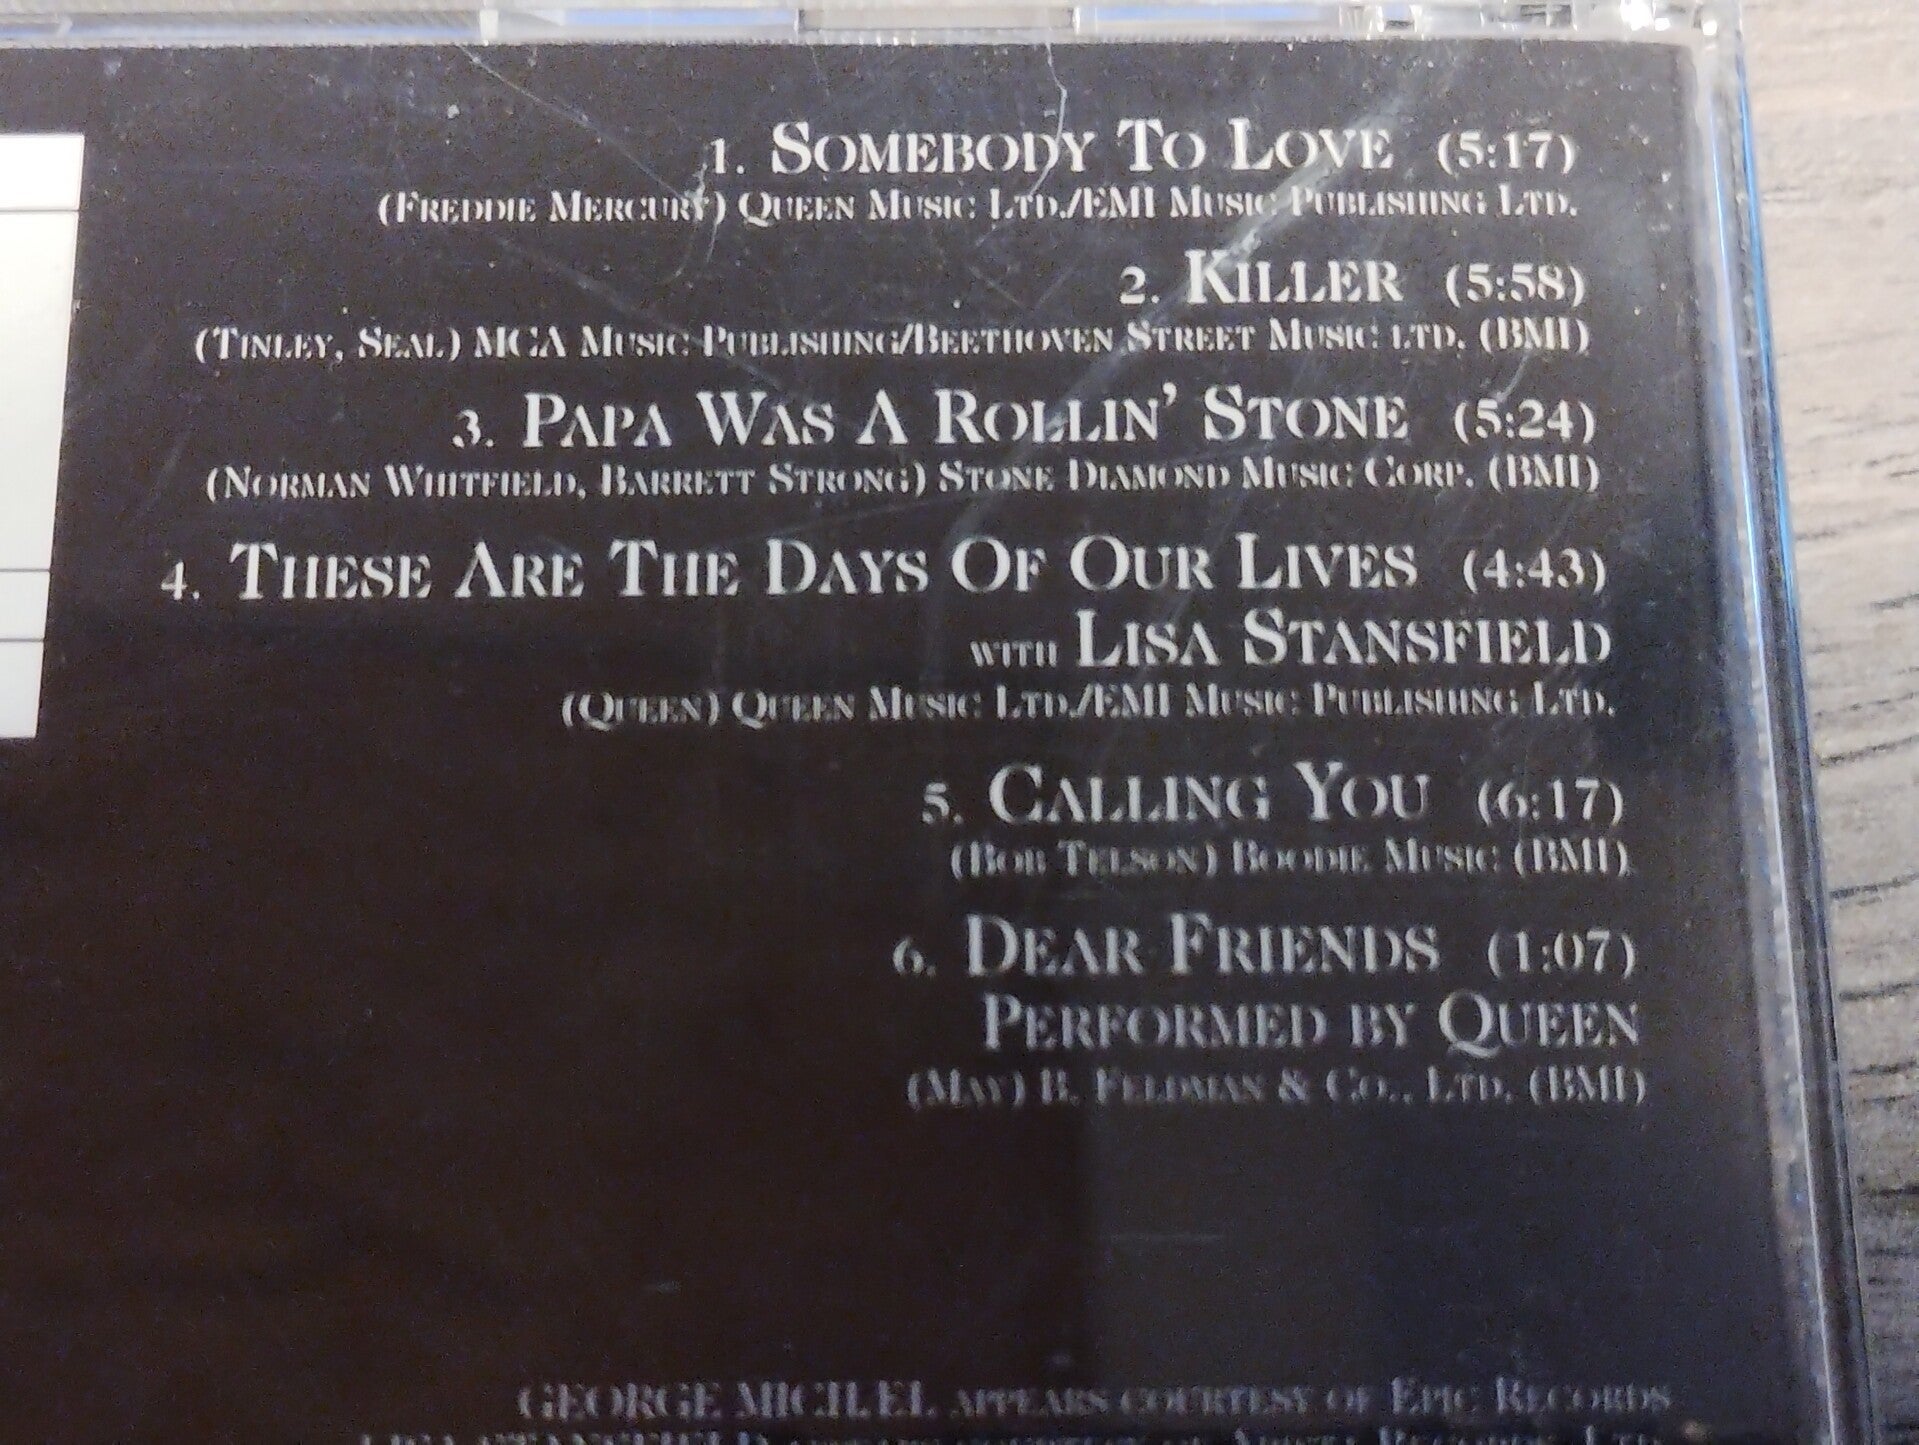 1. SOMEBODY TO LOVE (5:17)
(FREDDIE MERCURY) QUEEN MUSIC LTD./EMI MUSIC PUBLISHING LTD.
2. KILLER (5:58)
(TINLEY, SEAL) MCA MUSIC PUBLISHING/BEETHOVEN STREET MUSIC LTD. (BMI)
3. PAPA WAS A ROLLIN' STONE (5:24)
(NORMAN WHITFIELD, BARRETT STRONG) STONE DIAMOND MUSIC CORP. (BMI)
4. THESE ARE THE DAYS OF OUR LIVES (4:43)
WITH LISA STANSFIELD
(QUEEN) QUEEN MUSIC LTD./EMI MUSIC PUBLISHING LTD.
5. CALLING YOU (6:17)
(BOB TELSON) BOODIE MUSIC (BMI)
6. DEAR FRIENDS (1:07)
PERFORMED BY QUEEN
(MAY) B. FELDMAN & CO., LTD. (BMI)
GEORGE MICHAEL APPEARS COURTESY OF EPIC RECORDS